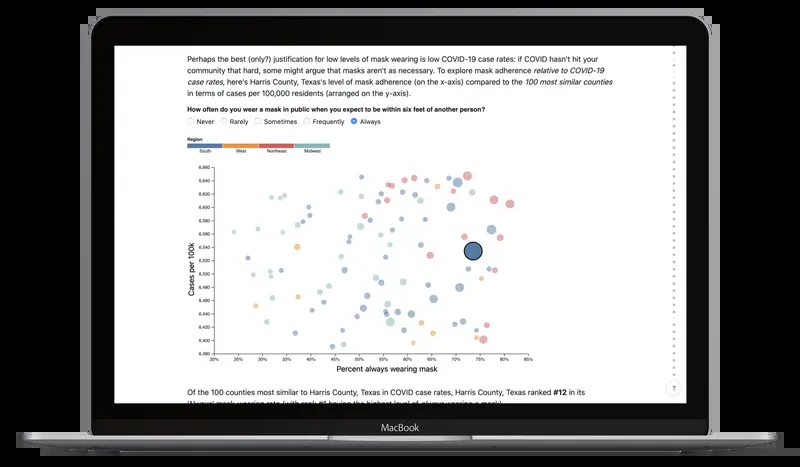 Perhaps the best (only?) justification for low levels of mask wearing is low COVID-19 case rates: if COVID hasn't hit your
community that hard, some might argue that masks aren't as necessary. To explore mask adherence relative to COVID-19
case rates, here's Harris County, Texas's level of mask adherence (on the x-axis) compared to the 100 most similar counties
in terms of cases per 100,000 residents (arranged on the y-axis).
How often do you wear a mask in public when you expect to be within six feet of another person?
Never Rarely Sometimes Frequently Always
Region
South West Northeast Midwest
6,660
6,640
6,620
6,600
6,580
6,560
6,540
6,520
6,500
6,480
6,460
6,440
6,420
6,400
6,380
Cases per 100k
20% 25% 30% 35% 40% 45% 50% 55% 60% 65% 70% 75% 80% 85%
Percent always wearing mask
?
Of the 100 counties most similar to Harris County, Texas in COVID case rates, Harris County, Texas ranked #12 in its
MacBook